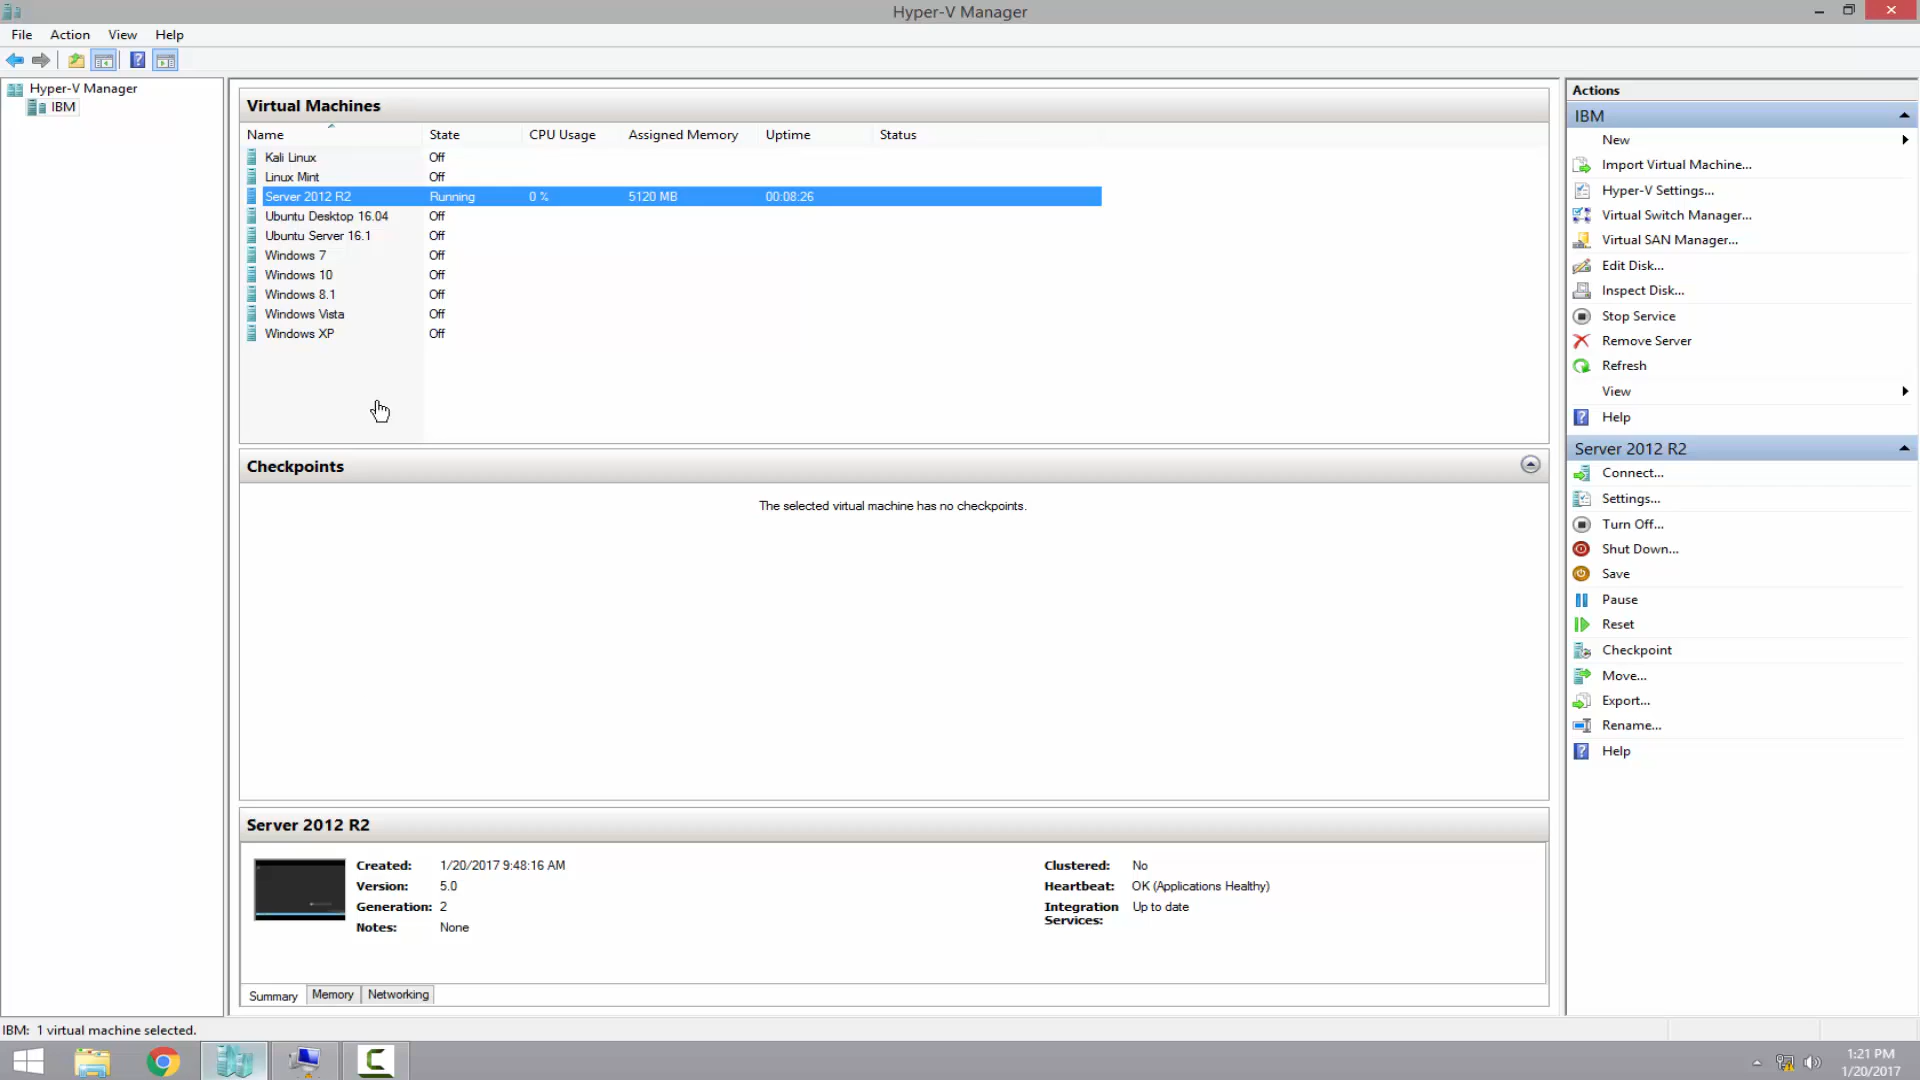 Hyper-V Manager
File Action View Help
Hyper-V Manager
IBM
Virtual Machines
Name State CPU Usage Assigned Memory Uptime Status
Kali Linux Off
Linux Mint Off
Server 2012 R2 Running 0 % 5120 MB 00:08:26
Ubuntu Desktop 16.04 Off
Ubuntu Server 16.1 Off
Windows 7 Off
Windows 10 Off
Windows 8.1 Off
Windows Vista Off
Windows XP Off
Checkpoints
The selected virtual machine has no checkpoints.
Server 2012 R2
Created: 1/20/2017 9:48:16 AM
Version: 5.0
Generation: 2
Notes: None
Clustered: No
Heartbeat: OK (Applications Healthy)
Integration Up to date
Services:
Summary Memory Networking
Actions
IBM
New
Import Virtual Machine...
Hyper-V Settings...
Virtual Switch Manager...
Virtual SAN Manager...
Edit Disk...
Inspect Disk...
Stop Service
Remove Server
Refresh
View
Help
Server 2012 R2
Connect...
Settings...
Turn Off...
Shut Down...
Save
Pause
Reset
Checkpoint
Move...
Export...
Rename...
Help
IBM: 1 virtual machine selected.
1:21 PM
1/20/2017